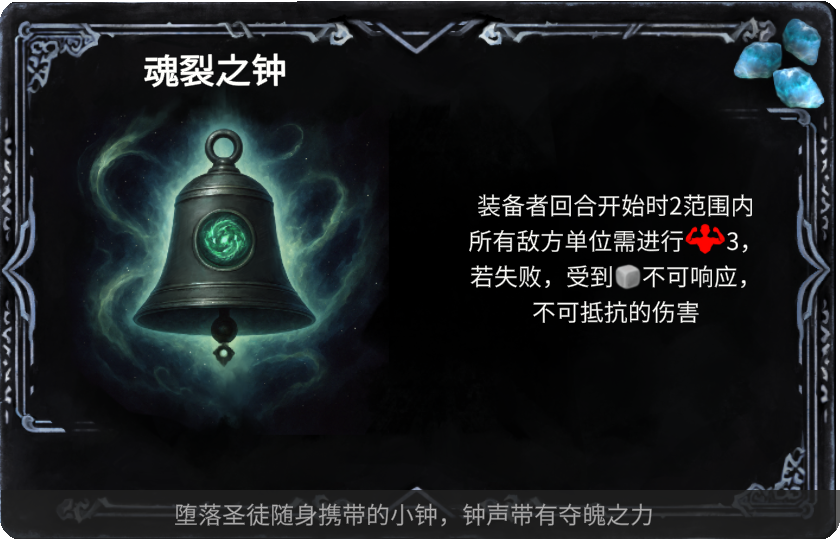 魂裂之钟
装备者回合开始时2范围内
所有敌方单位需进行3，
若失败，受到不可响应，
不可抵抗的伤害
堕落圣徒随身携带的小钟，钟声带有夺魄之力